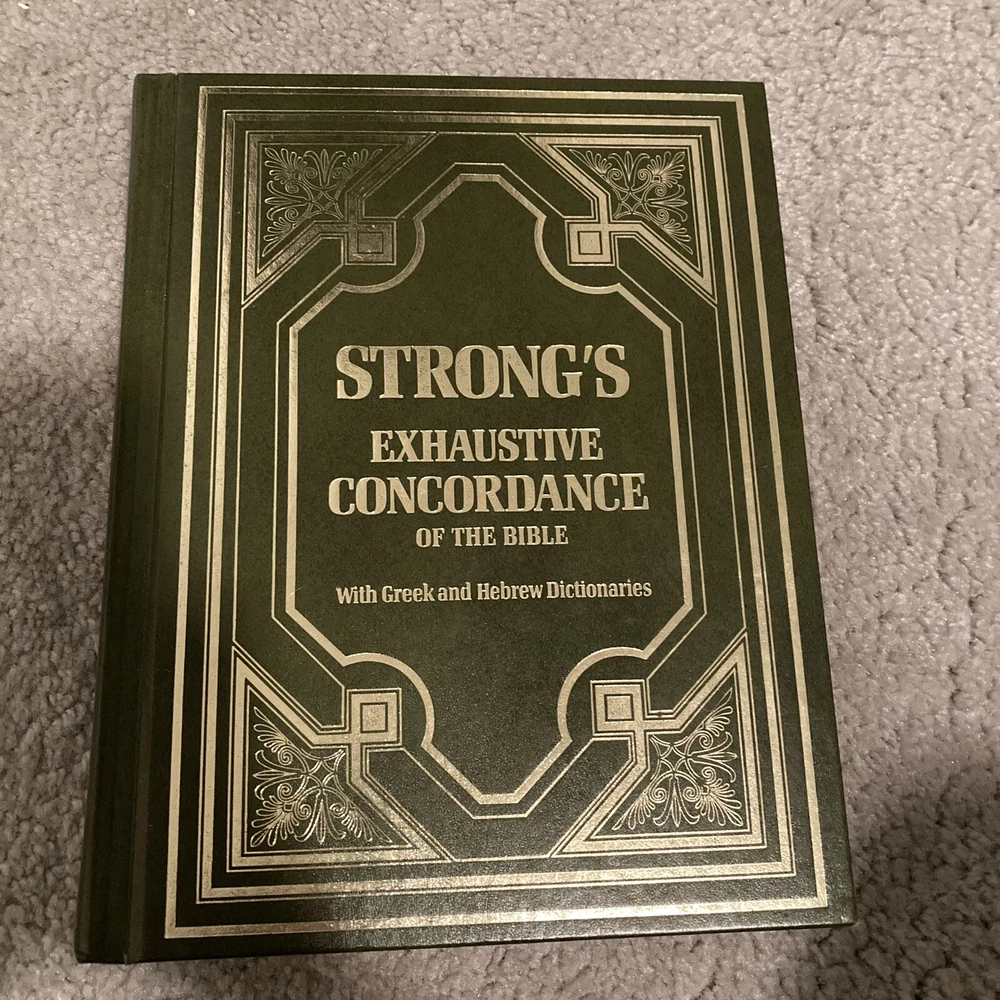 STRONG'S
EXHAUSTIVE
CONCORDANCE
OF THE BIBLE
With Greek and Hebrew Dictionaries